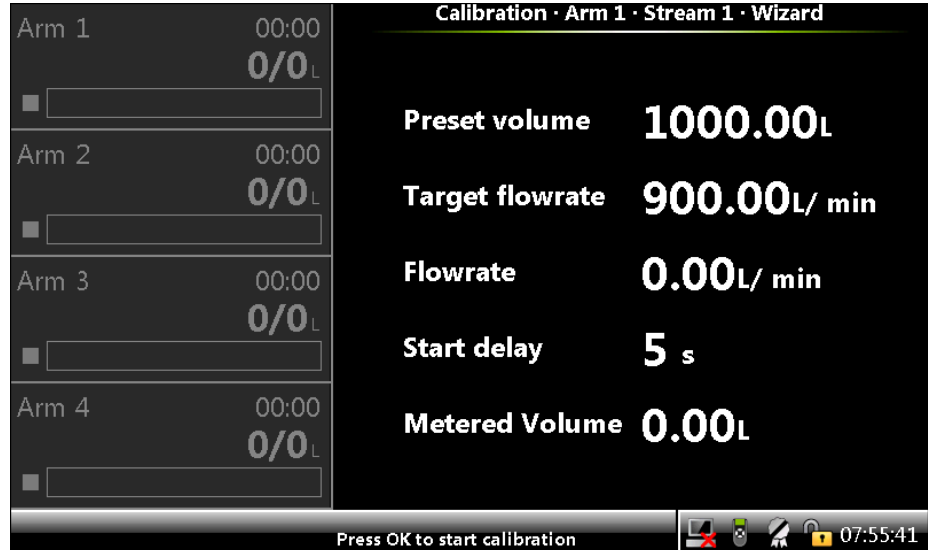 Arm 1 00:00
0/0L
Arm 2 00:00
0/0L
Arm 3 00:00
0/0L
Arm 4 00:00
0/0L
Calibration · Arm 1 · Stream 1 · Wizard
Preset volume 1000.00L
Target flowrate 900.00L/ min
Flowrate 0.00L/ min
Start delay 5 s
Metered Volume 0.00L
Press OK to start calibration
07:55:41